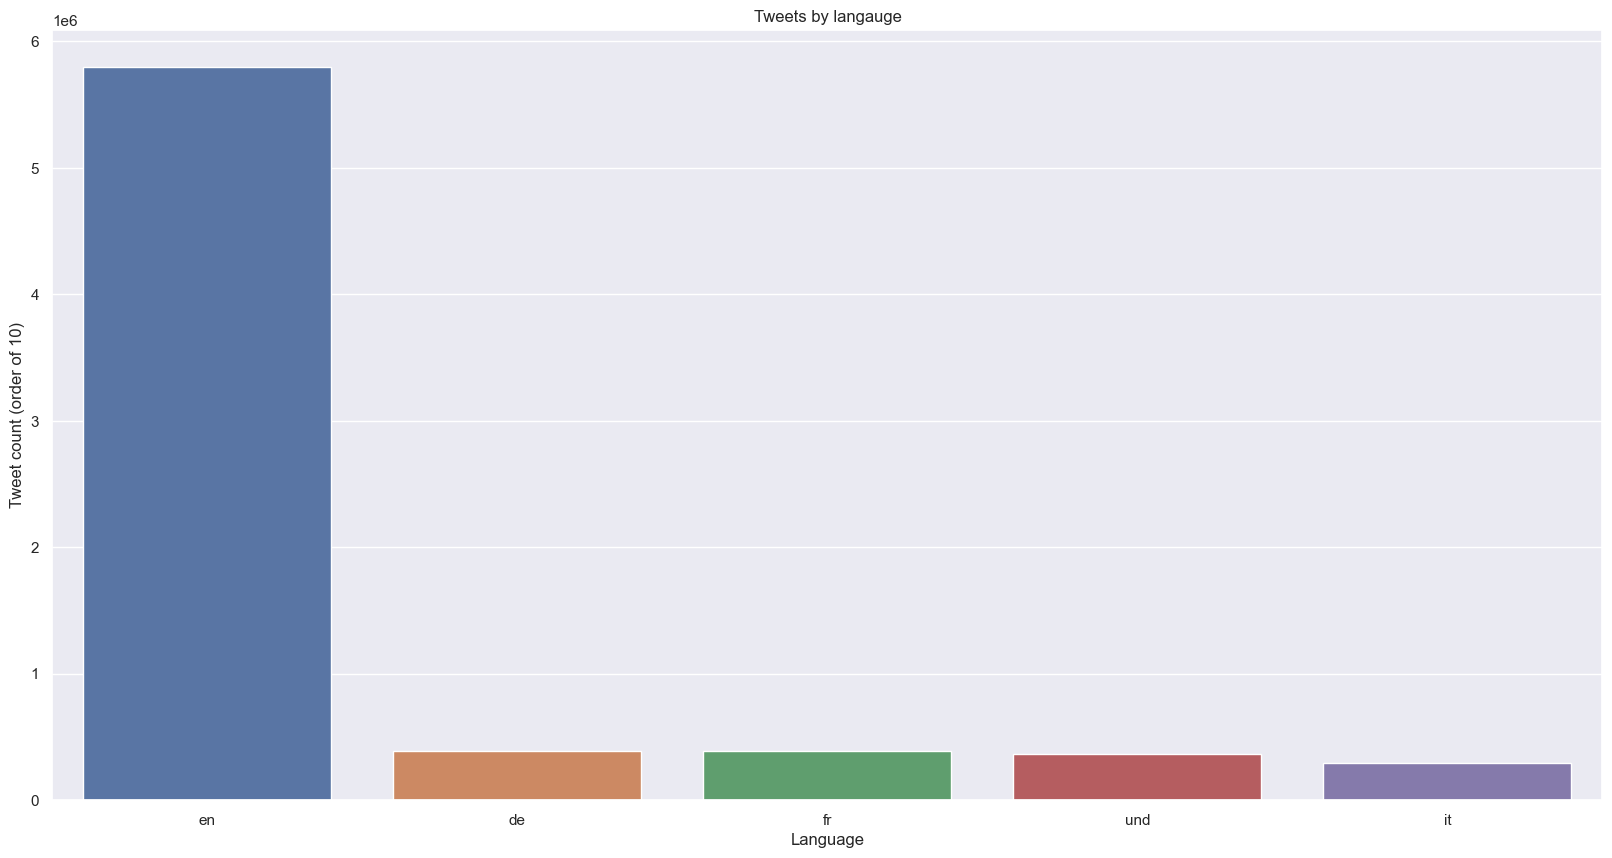 Tweets by langauge
1e6
6
5
4
3
2
1
0
Tweet count (order of 10)
en de fr und it
Language